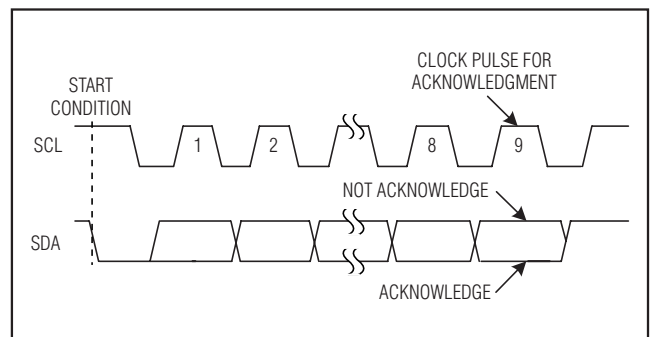 CLOCK PULSE FOR
ACKNOWLEDGMENT
START
CONDITION
SCL
1
2
8
9
NOT ACKNOWLEDGE
SDA
ACKNOWLEDGE